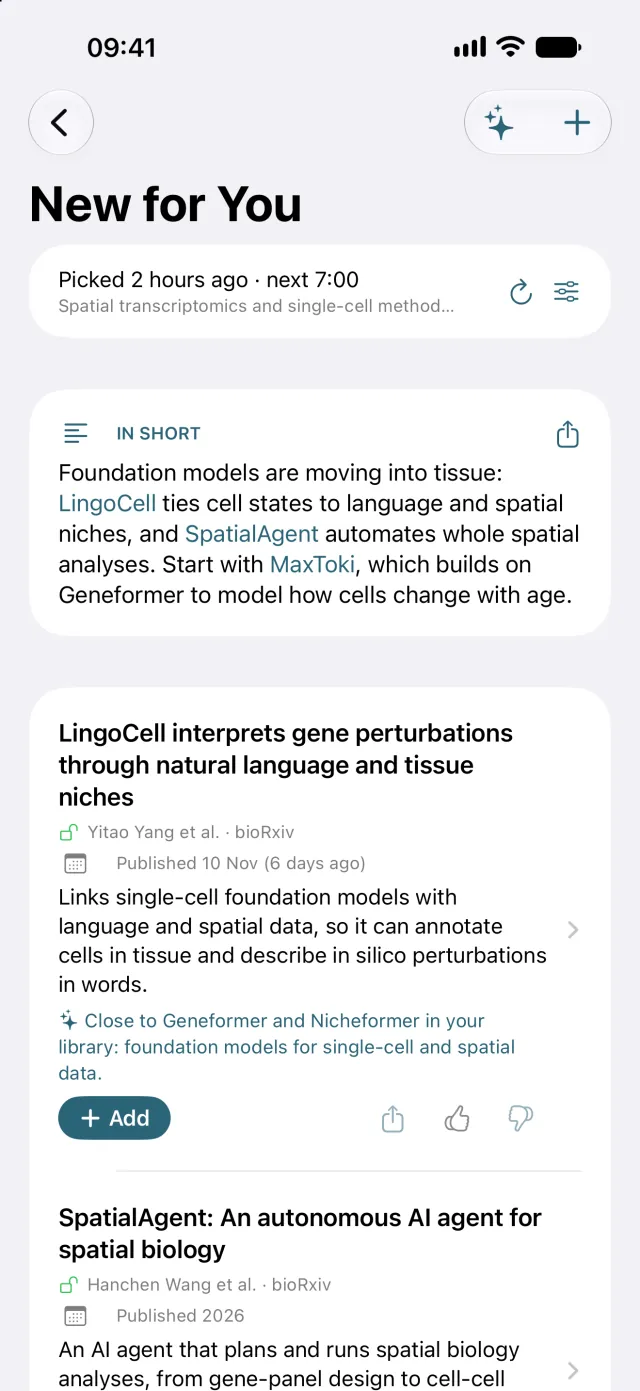 09:41
New for You
Picked 2 hours ago · next 7:00
Spatial transcriptomics and single-cell method...
IN SHORT
Foundation models are moving into tissue:
LingoCell ties cell states to language and spatial
niches, and SpatialAgent automates whole spatial
analyses. Start with MaxToki, which builds on
Geneformer to model how cells change with age.
LingoCell interprets gene perturbations
through natural language and tissue
niches
Yitao Yang et al. · bioRxiv
Published 10 Nov (6 days ago)
Links single-cell foundation models with
language and spatial data, so it can annotate
cells in tissue and describe in silico perturbations
in words.
Close to Geneformer and Nicheformer in your
library: foundation models for single-cell and spatial
data.
+ Add
SpatialAgent: An autonomous AI agent for
spatial biology
Hanchen Wang et al. · bioRxiv
Published 2026
An AI agent that plans and runs spatial biology
analyses, from gene-panel design to cell-cell